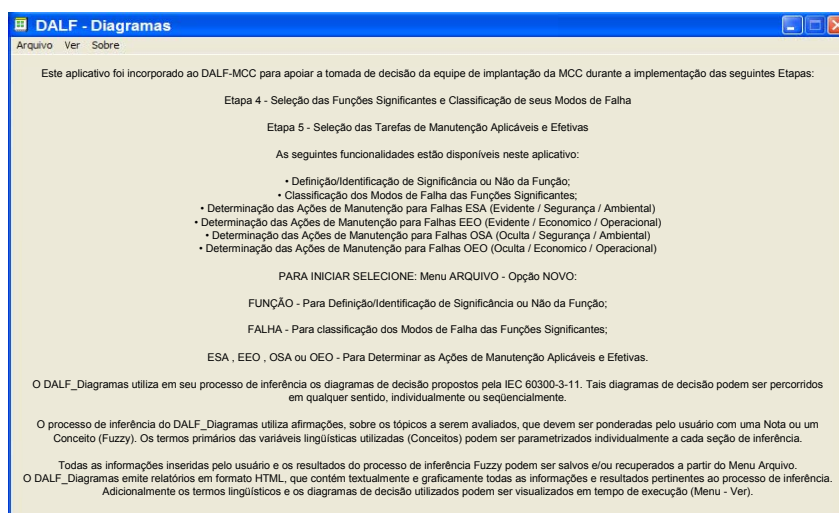 DALF - Diagramas
Arquivo Ver Sobre
Este aplicativo foi incorporado ao DALF-MCC para apoiar a tomada de decisão da equipe de implantação da MCC durante a implementação das seguintes Etapas:
Etapa 4 - Seleção das Funções Significantes e Classificação de seus Modos de Falha
Etapa 5 - Seleção das Tarefas de Manutenção Aplicáveis e Efetivas
As seguintes funcionalidades estão disponíveis neste aplicativo:
• Definição/Identificação de Significância ou Não da Função;
• Classificação dos Modos de Falha das Funções Significantes;
• Determinação das Ações de Manutenção para Falhas ESA (Evidente / Segurança / Ambiental)
• Determinação das Ações de Manutenção para Falhas EEO (Evidente / Economico / Operacional)
• Determinação das Ações de Manutenção para Falhas OSA (Oculta / Segurança / Ambiental)
• Determinação das Ações de Manutenção para Falhas OEO (Oculta / Economico / Operacional)
PARA INICIAR SELECIONE: Menu ARQUIVO - Opção NOVO:
FUNÇÃO - Para Definição/Identificação de Significância ou Não da Função;
FALHA - Para classificação dos Modos de Falha das Funções Significantes;
ESA , EEO , OSA ou OEO - Para Determinar as Ações de Manutenção Aplicáveis e Efetivas.
O DALF_Diagramas utiliza em seu processo de inferência os diagramas de decisão propostos pela IEC 60300-3-11. Tais diagramas de decisão podem ser percorridos
em qualquer sentido, individualmente ou seqüencialmente.
O processo de inferência do DALF_Diagramas utiliza afirmações, sobre os tópicos a serem avaliados, que devem ser ponderadas pelo usuário com uma Nota ou um
Conceito (Fuzzy). Os termos primários das variáveis lingüísticas utilizadas (Conceitos) podem ser parametrizados individualmente a cada seção de inferência.
Todas as informações inseridas pelo usuário e os resultados do processo de inferência Fuzzy podem ser salvos e/ou recuperados a partir do Menu Arquivo.
O DALF_Diagramas emite relatórios em formato HTML, que contém textualmente e graficamente todas as informações e resultados pertinentes ao processo de inferência.
Adicionalmente os termos lingüísticos e os diagramas de decisão utilizados podem ser visualizados em tempo de execução (Menu - Ver).